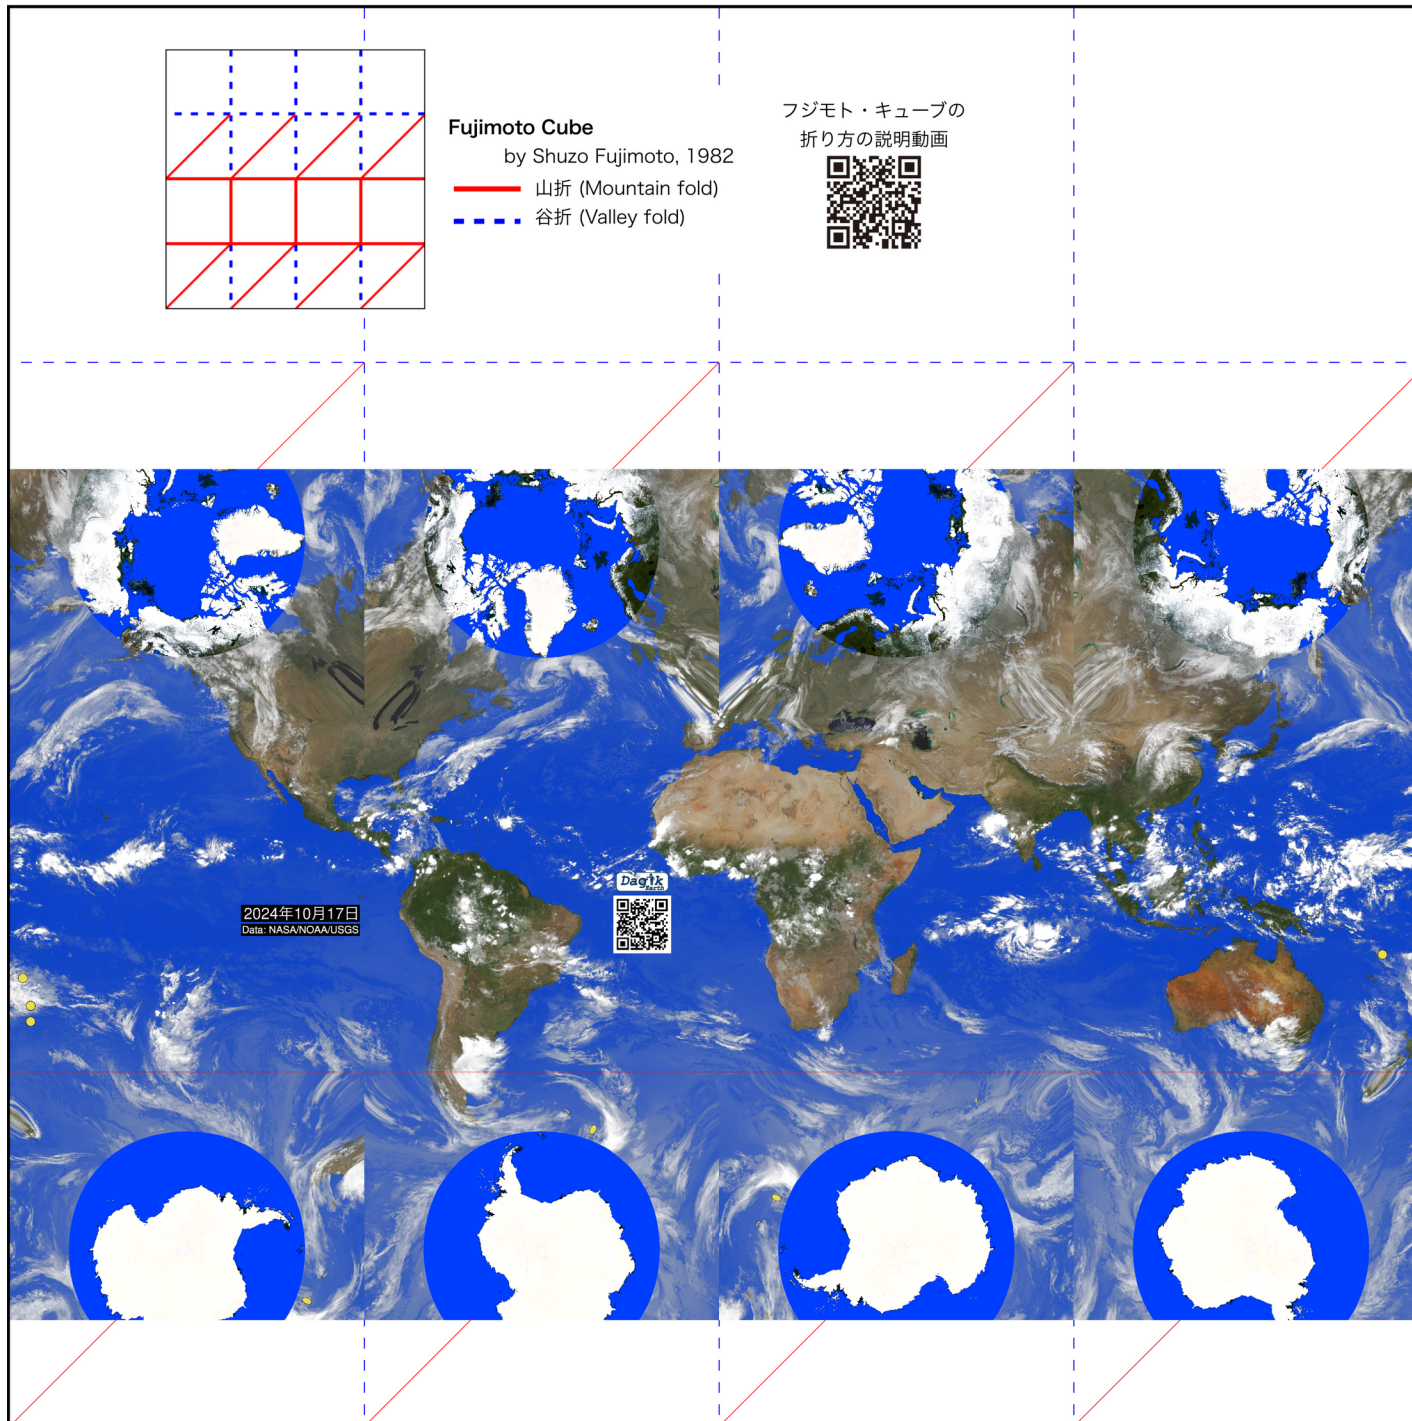 Fujimoto Cube
by Shuzo Fujimoto, 1982
山折 (Mountain fold)
谷折 (Valley fold)
フジモト・キューブの
折り方の説明動画
Dagik
Earth
2024年10月17日
Data: NASA/NOAA/USGS